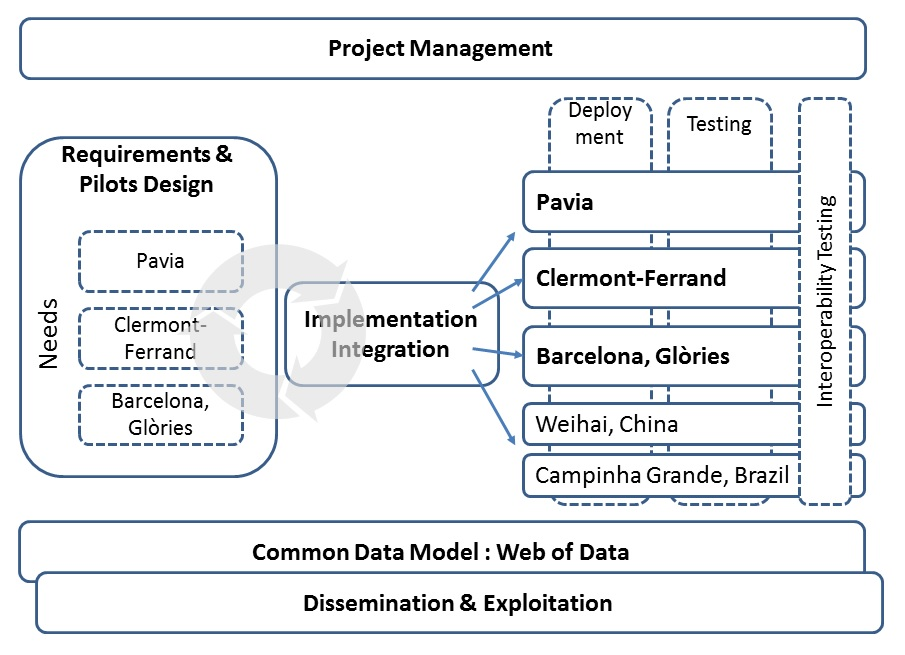 Project Management
Requirements &
Pilots Design
Needs
Pavia
Clermont-
Ferrand
Barcelona,
Glòries
Implementation
Integration
Deploy
ment
Testing
Interoperability Testing
Pavia
Clermont-Ferrand
Barcelona, Glòries
Weihai, China
Campinha Grande, Brazil
Common Data Model : Web of Data
Dissemination & Exploitation